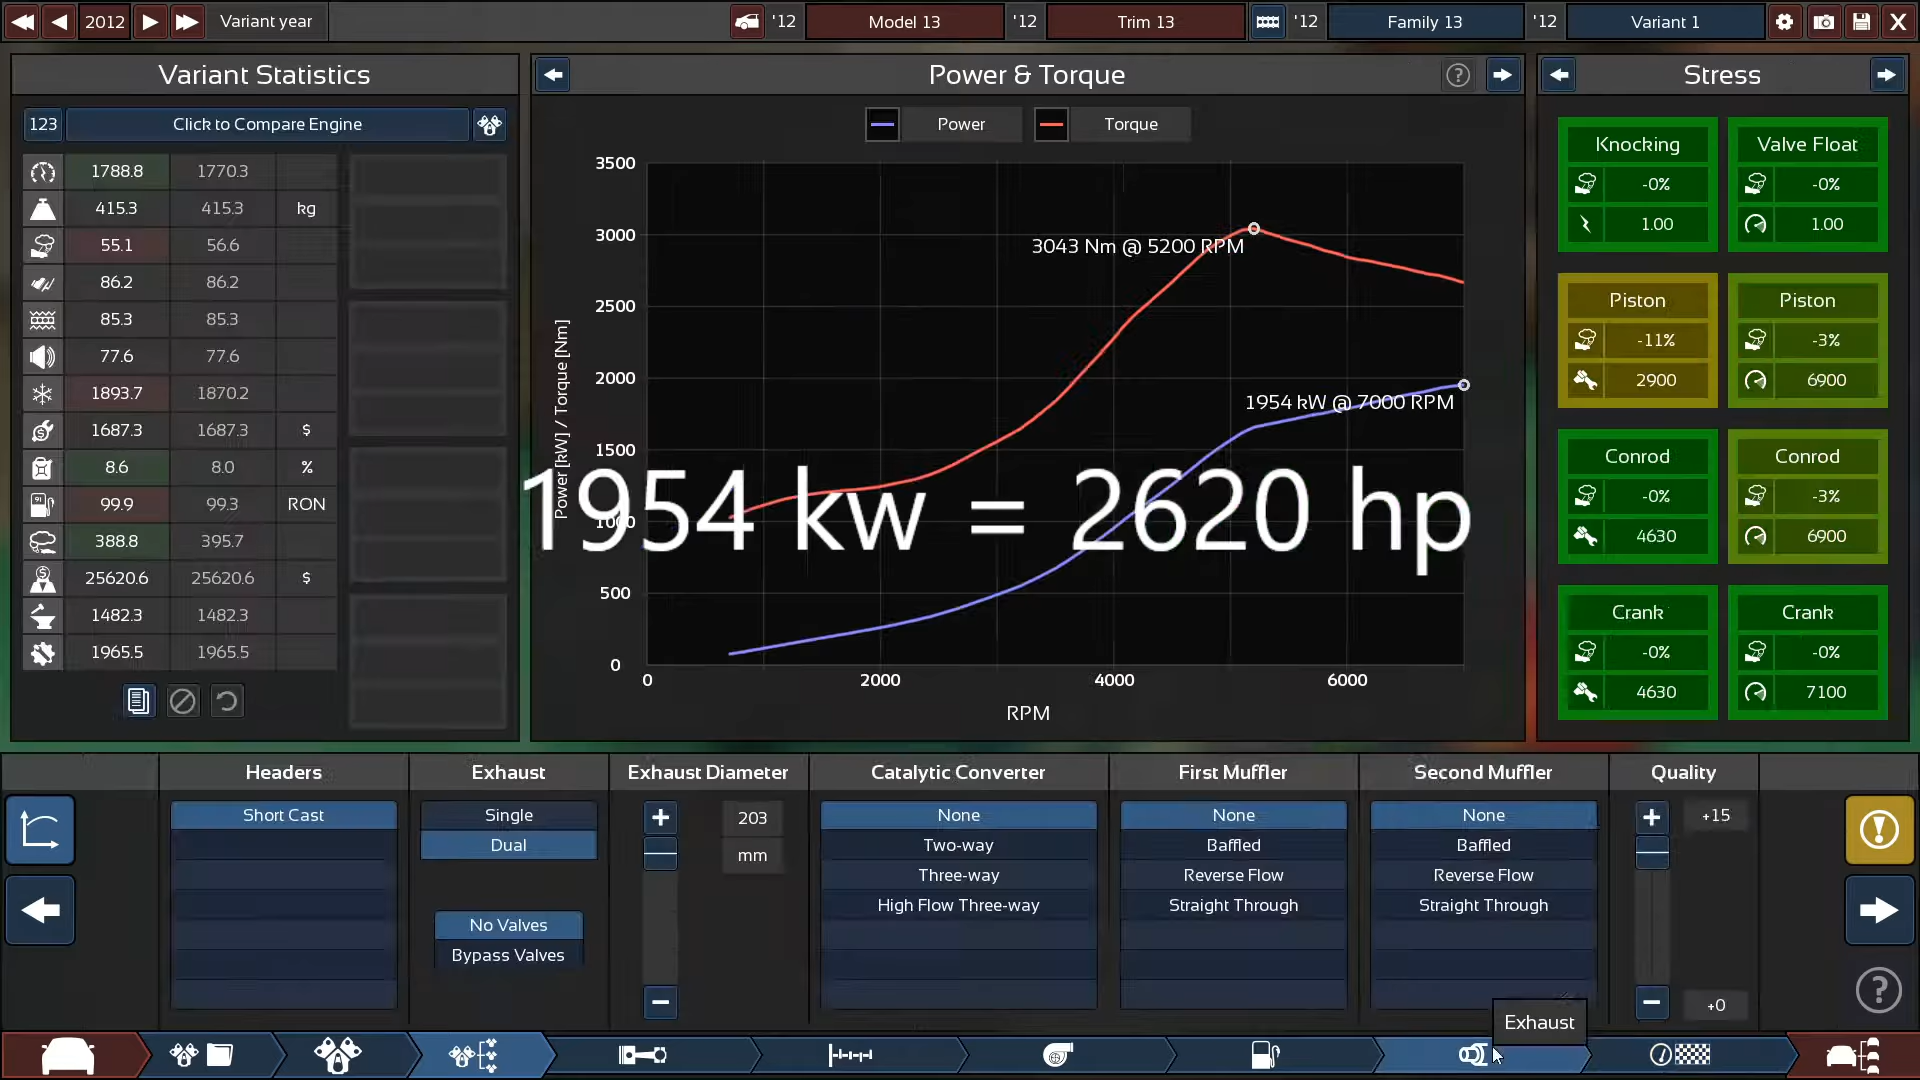 2012
Variant year
'12
Model 13
'12
Trim 13
'12
Family 13
'12
Variant 1
Variant Statistics
123
Click to Compare Engine
1788.8 1770.3
415.3 415.3 kg
55.1 56.6
86.2 86.2
85.3 85.3
77.6 77.6
1893.7 1870.2
1687.3 1687.3 $
8.6 8.0 %
99.9 99.3 RON
388.8 395.7
25620.6 25620.6 $
1482.3 1482.3
1965.5 1965.5
Power & Torque
?
Power
Torque
3500
3000
2500
2000
1500
1000
500
0
Power [kW] / Torque [Nm]
3043 Nm @ 5200 RPM
1954 kW @ 7000 RPM
1954 kw = 2620 hp
0 2000 4000 6000
RPM
Stress
Knocking
-0%
1.00
Valve Float
-0%
1.00
Piston
-11%
2900
Piston
-3%
6900
Conrod
-0%
4630
Conrod
-3%
6900
Crank
-0%
4630
Crank
-0%
7100
Headers
Short Cast
Exhaust
Single
Dual
No Valves
Bypass Valves
Exhaust Diameter
203
mm
Catalytic Converter
None
Two-way
Three-way
High Flow Three-way
First Muffler
None
Baffled
Reverse Flow
Straight Through
Second Muffler
None
Baffled
Reverse Flow
Straight Through
Quality
+15
+0
?
Exhaust